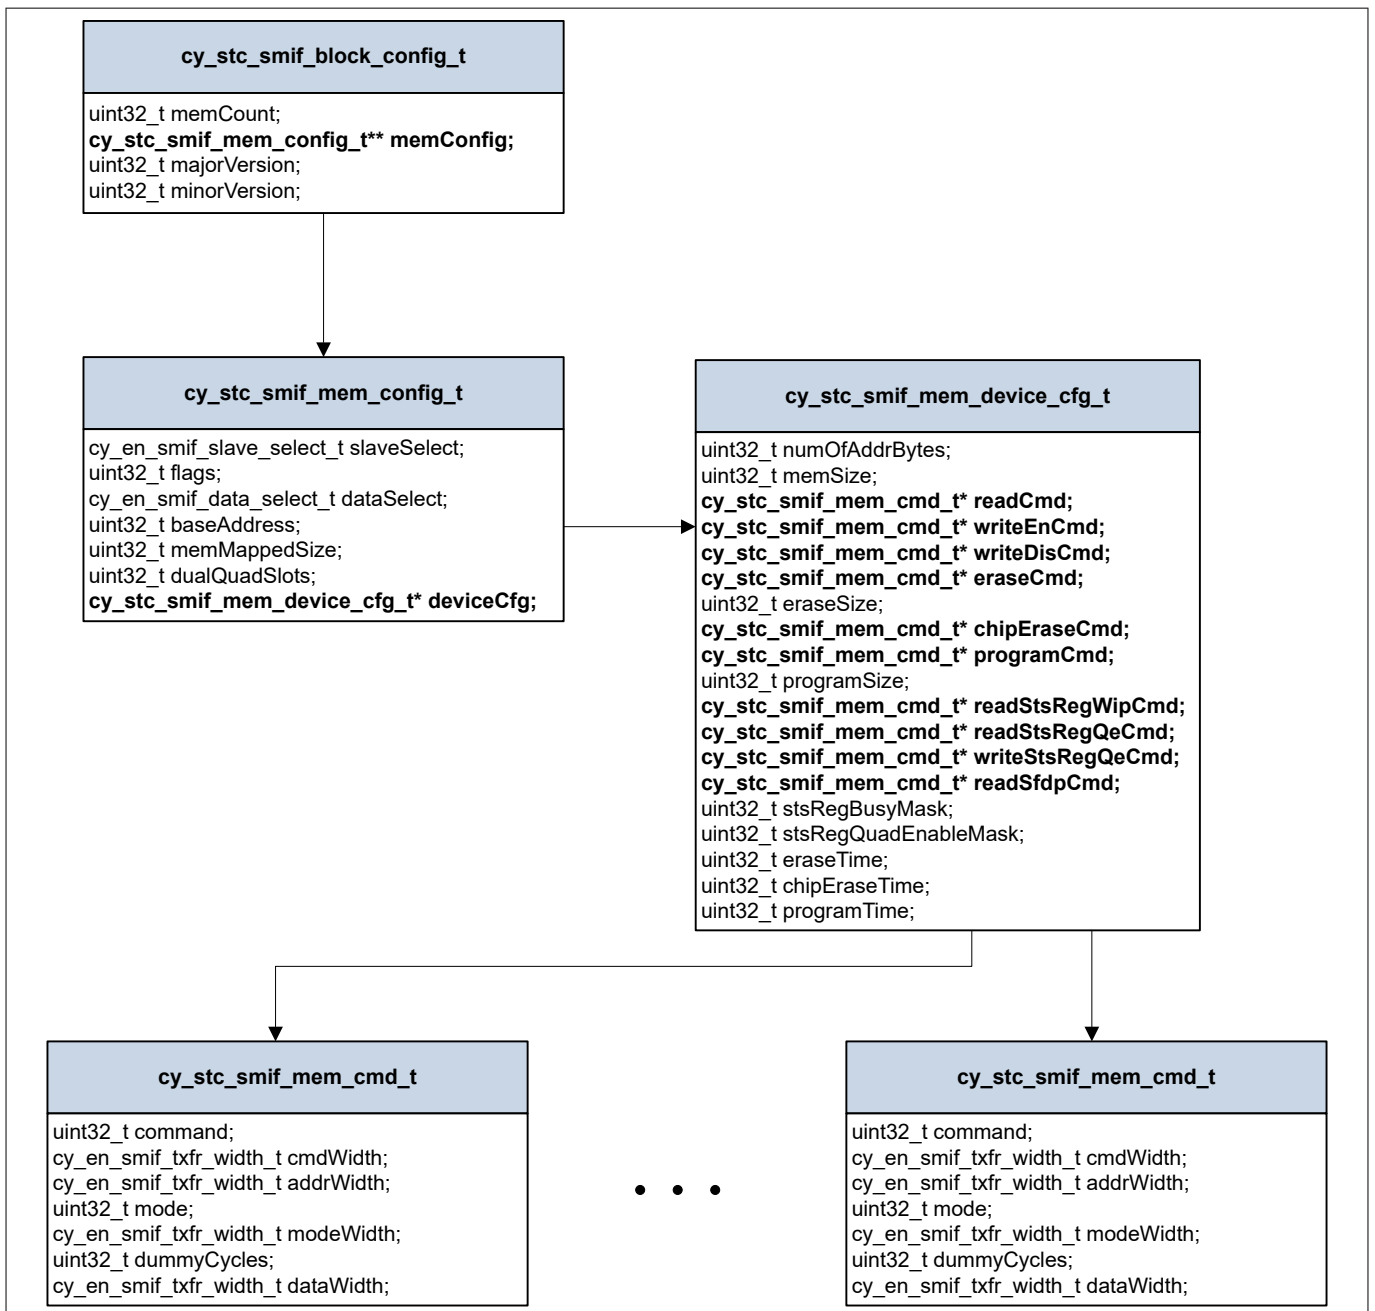 cy_stc_smif_block_config_t
uint32_t memCount;
cy_stc_smif_mem_config_t** memConfig;
uint32_t majorVersion;
uint32_t minorVersion;
cy_stc_smif_mem_config_t
cy_en_smif_slave_select_t slaveSelect;
uint32_t flags;
cy_en_smif_data_select_t dataSelect;
uint32_t baseAddress;
uint32_t memMappedSize;
uint32_t dualQuadSlots;
cy_stc_smif_mem_device_cfg_t* deviceCfg;
cy_stc_smif_mem_device_cfg_t
uint32_t numOfAddrBytes;
uint32_t memSize;
cy_stc_smif_mem_cmd_t* readCmd;
cy_stc_smif_mem_cmd_t* writeEnCmd;
cy_stc_smif_mem_cmd_t* writeDisCmd;
cy_stc_smif_mem_cmd_t* eraseCmd;
uint32_t eraseSize;
cy_stc_smif_mem_cmd_t* chipEraseCmd;
cy_stc_smif_mem_cmd_t* programCmd;
uint32_t programSize;
cy_stc_smif_mem_cmd_t* readStsRegWipCmd;
cy_stc_smif_mem_cmd_t* readStsRegQeCmd;
cy_stc_smif_mem_cmd_t* writeStsRegQeCmd;
cy_stc_smif_mem_cmd_t* readSfdpCmd;
uint32_t stsRegBusyMask;
uint32_t stsRegQuadEnableMask;
uint32_t eraseTime;
uint32_t chipEraseTime;
uint32_t programTime;
cy_stc_smif_mem_cmd_t
uint32_t command;
cy_en_smif_txfr_width_t cmdWidth;
cy_en_smif_txfr_width_t addrWidth;
uint32_t mode;
cy_en_smif_txfr_width_t modeWidth;
uint32_t dummyCycles;
cy_en_smif_txfr_width_t dataWidth;
. . .
cy_stc_smif_mem_cmd_t
uint32_t command;
cy_en_smif_txfr_width_t cmdWidth;
cy_en_smif_txfr_width_t addrWidth;
uint32_t mode;
cy_en_smif_txfr_width_t modeWidth;
uint32_t dummyCycles;
cy_en_smif_txfr_width_t dataWidth;